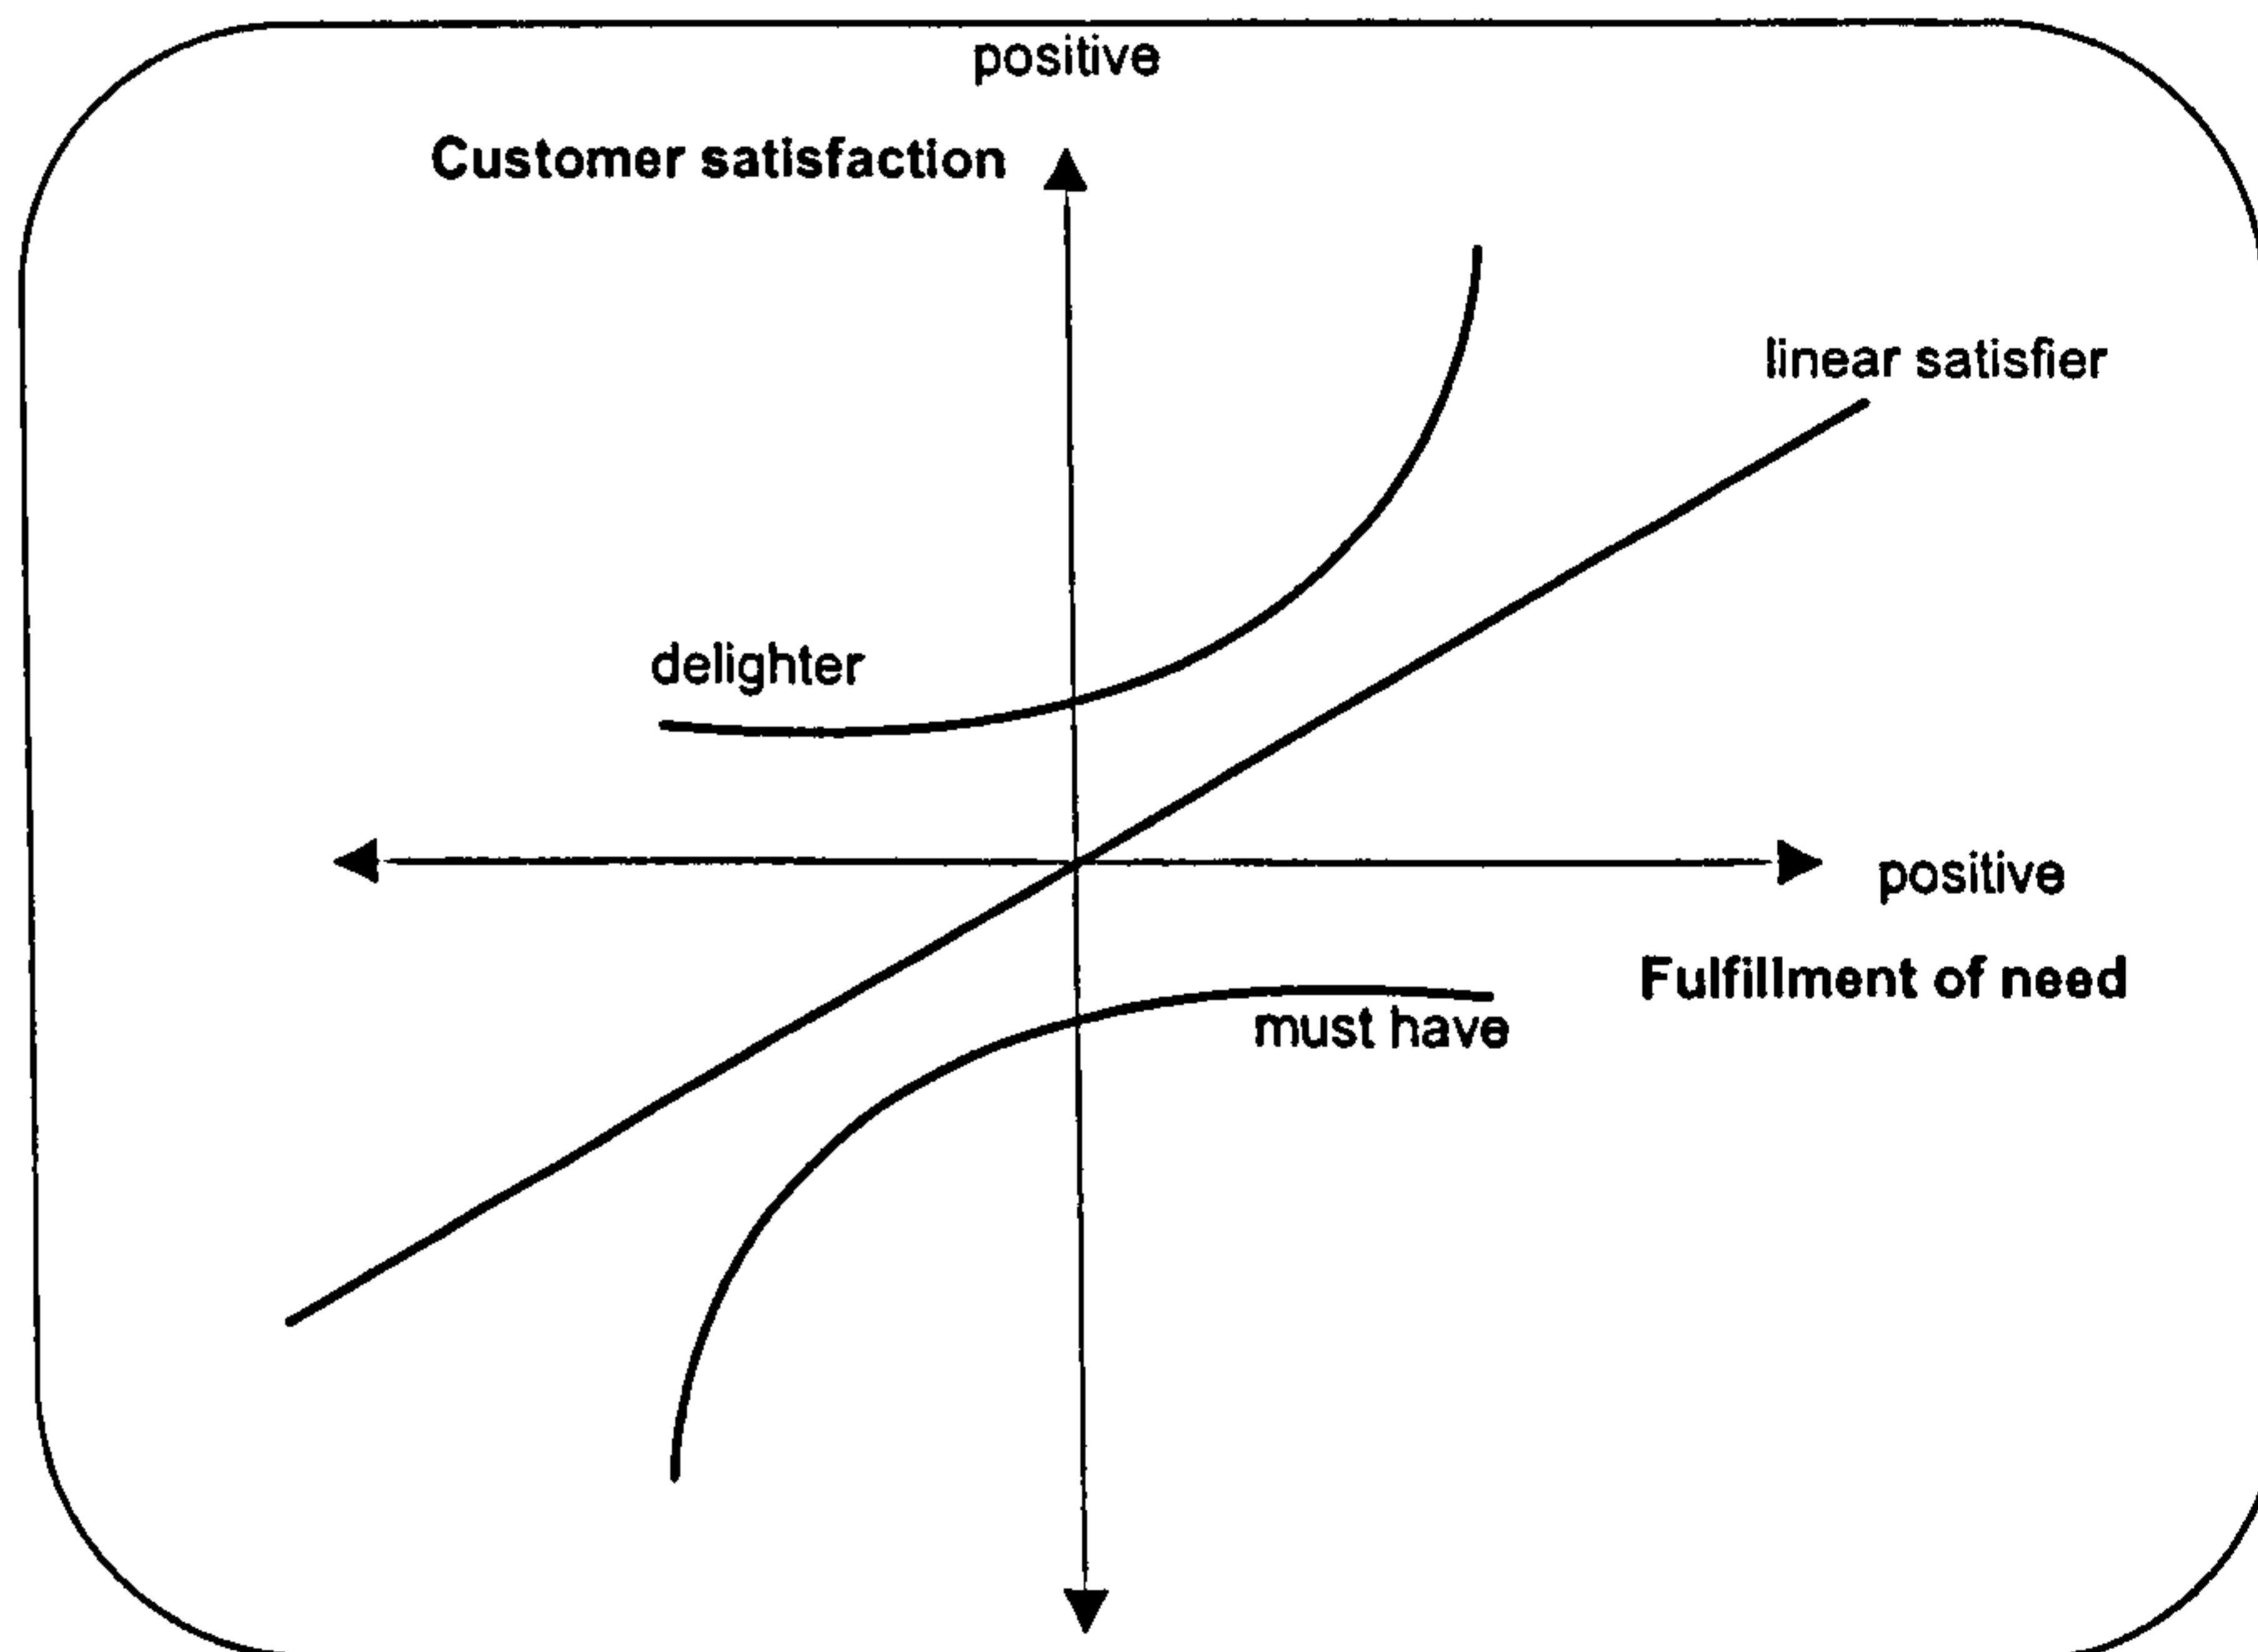 positive
Customer satisfaction
linear satisfier
delighter
positive
Fulfillment of need
must have